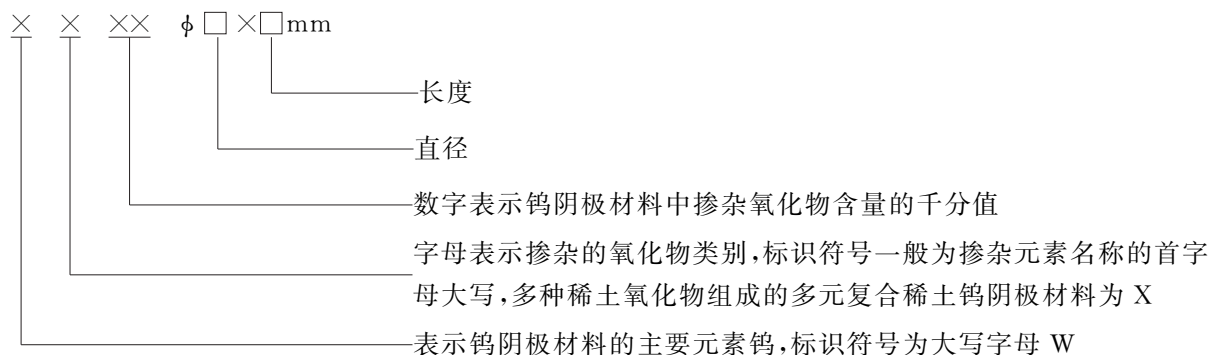 × × ×× ϕ□×□mm
长度
直径
数字表示钨阴极材料中掺杂氧化物含量的千分值
字母表示掺杂的氧化物类别,标识符号一般为掺杂元素名称的首字
母大写,多种稀土氧化物组成的多元复合稀土钨阴极材料为 X
表示钨阴极材料的主要元素钨,标识符号为大写字母 W